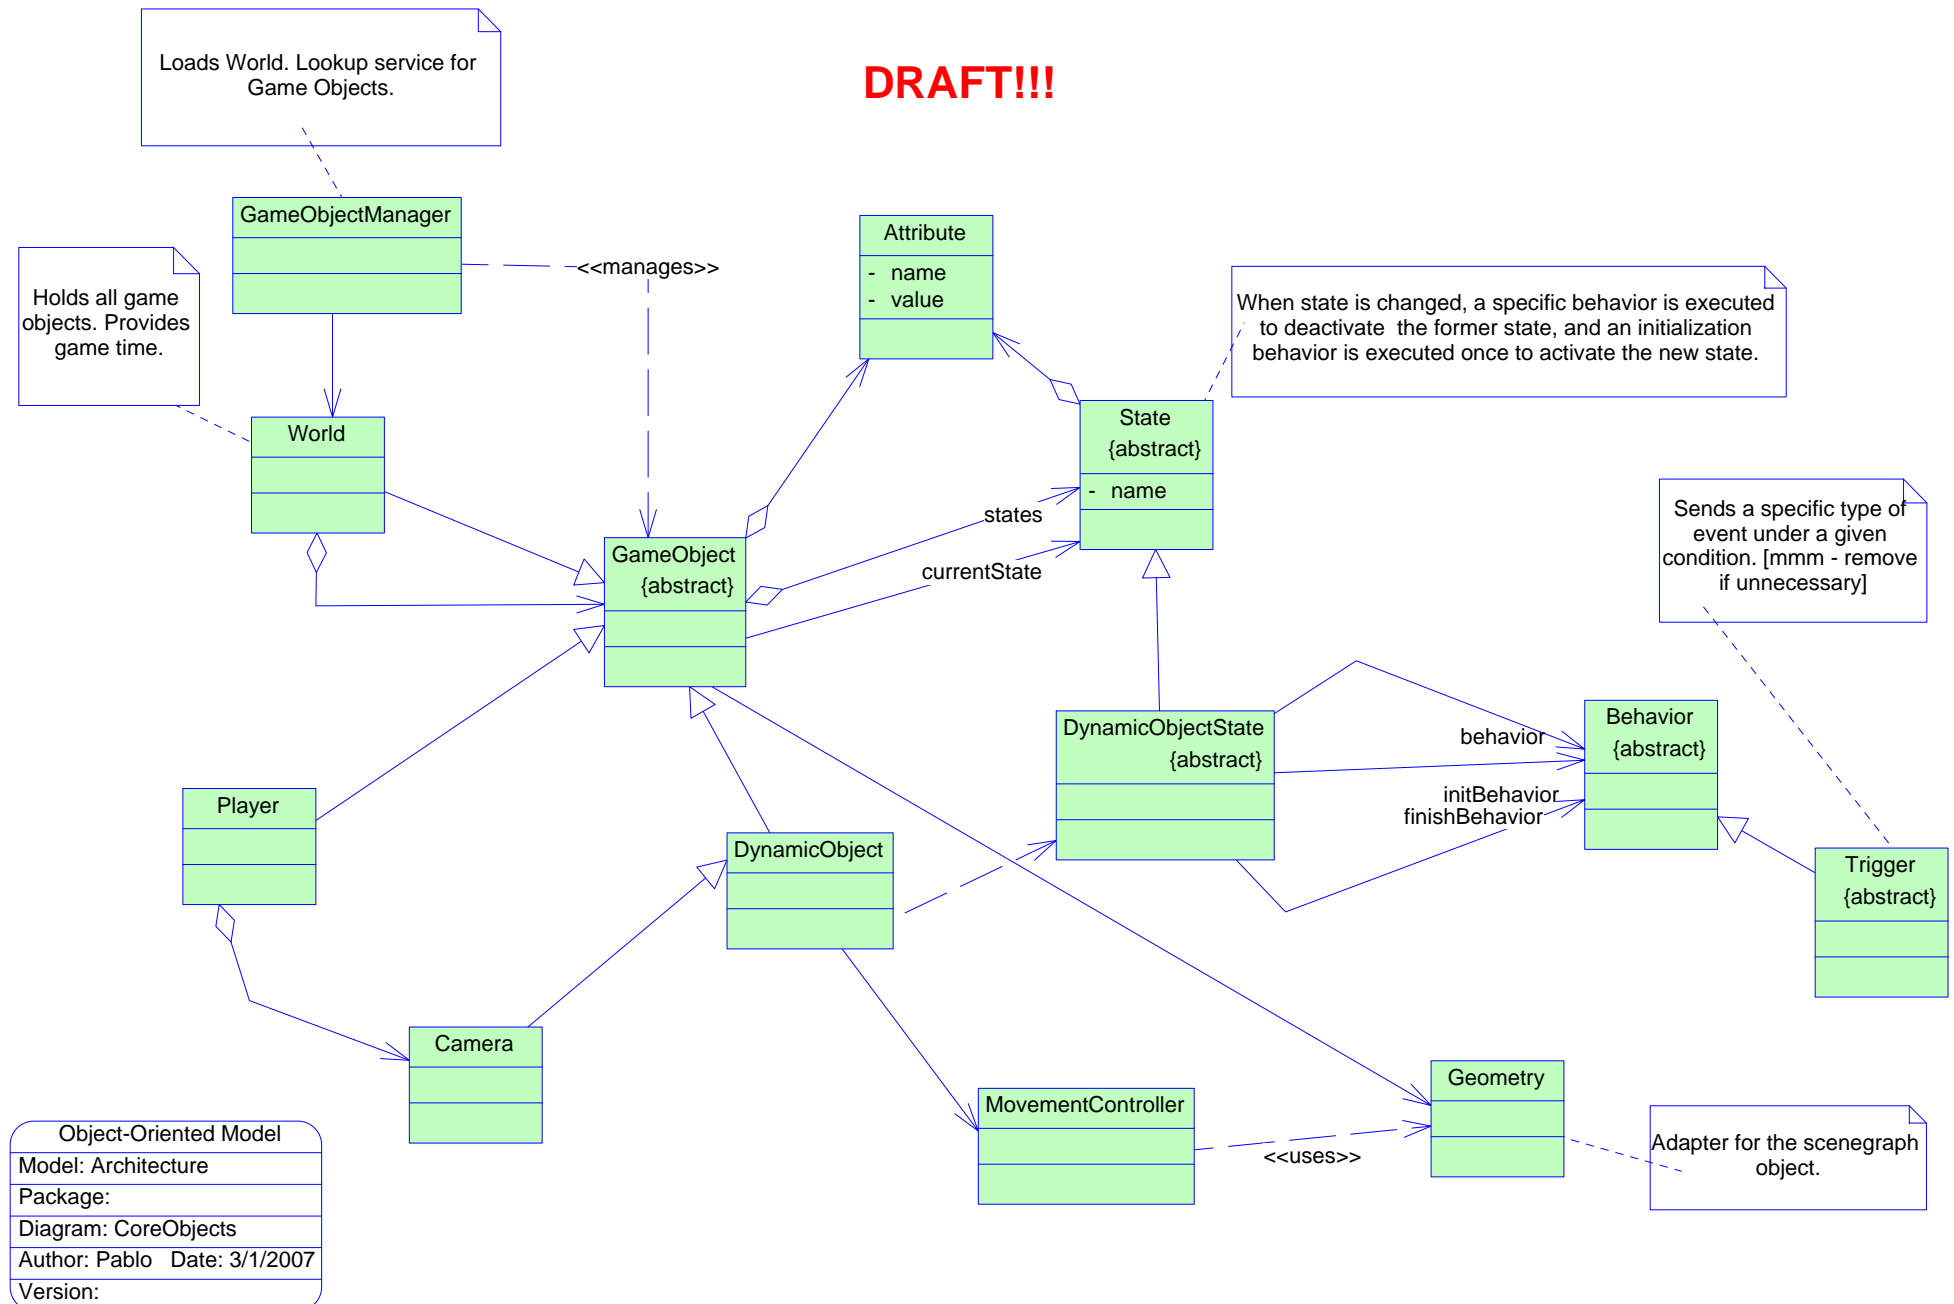 Loads World. Lookup service for
Game Objects.
DRAFT!!!
GameObjectManager
<<manages>>
Attribute
- name
- value
Holds all game
objects. Provides
game time.
When state is changed, a specific behavior is executed
to deactivate  the former state, and an initialization
behavior is executed once to activate the new state.
World
State
{abstract}
- name
Sends a specific type of
event under a given
condition. [mmm - remove
if unnecessary]
states
currentState
GameObject
{abstract}
DynamicObjectState
{abstract}
behavior
initBehavior
finishBehavior
Behavior
{abstract}
Player
DynamicObject
Trigger
{abstract}
Camera
MovementController
<<uses>>
Geometry
Adapter for the scenegraph
object.
Object-Oriented Model
Model: Architecture
Package:
Diagram: CoreObjects
Author: Pablo   Date: 3/1/2007
Version: